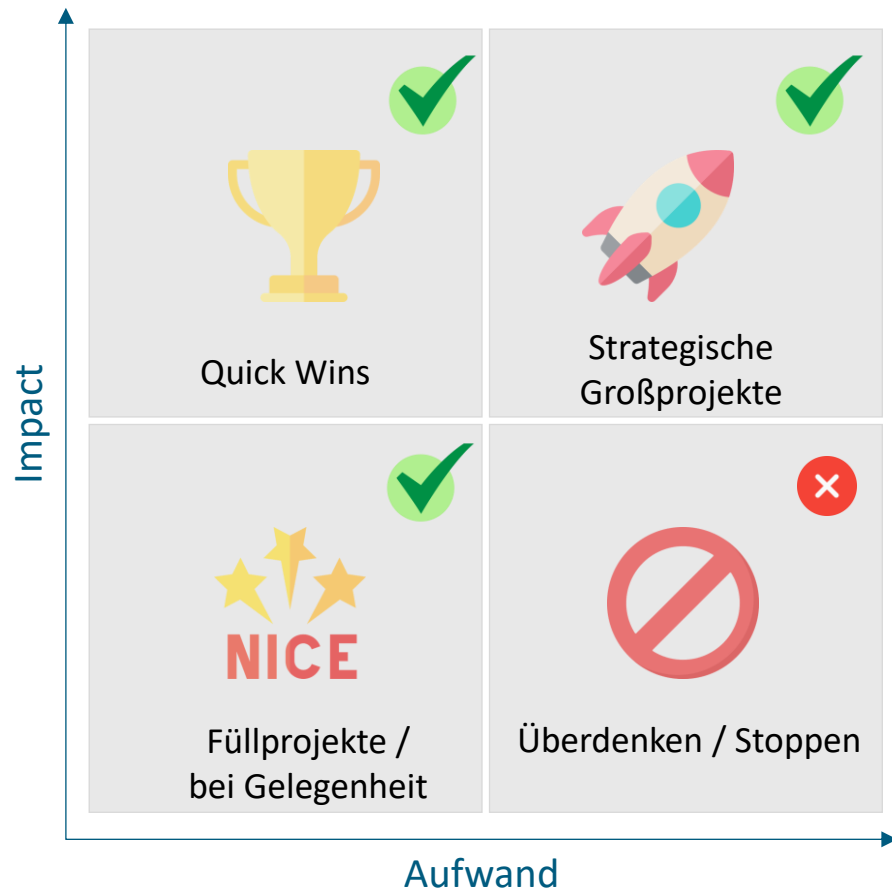 Impact
Quick Wins
Strategische
Großprojekte
NICE
Füllprojekte /
bei Gelegenheit
Überdenken / Stoppen
Aufwand